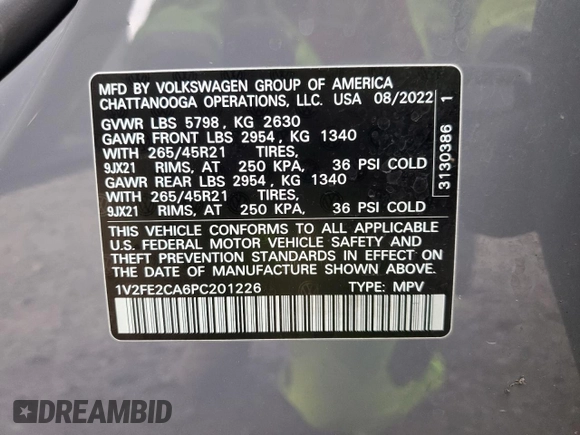 MFD BY VOLKSWAGEN GROUP OF AMERICA
CHATTANOOGA OPERATIONS, LLC. USA 08/2022
GVWR LBS 5798 , KG 2630
GAWR FRONT LBS 2954 , KG 1340
WITH 265/45R21 TIRES,
9JX21 RIMS, AT 250 KPA, 36 PSI COLD
GAWR REAR LBS 2954 , KG 1340
WITH 265/45R21 TIRES,
9JX21 RIMS, AT 250 KPA, 36 PSI COLD
THIS VEHICLE CONFORMS TO ALL APPLICABLE
U.S. FEDERAL MOTOR VEHICLE SAFETY AND
THEFT PREVENTION STANDARDS IN EFFECT ON
THE DATE OF MANUFACTURE SHOWN ABOVE.
1V2FE2CA6PC201226 TYPE: MPV
3130386 1
DREAMBID